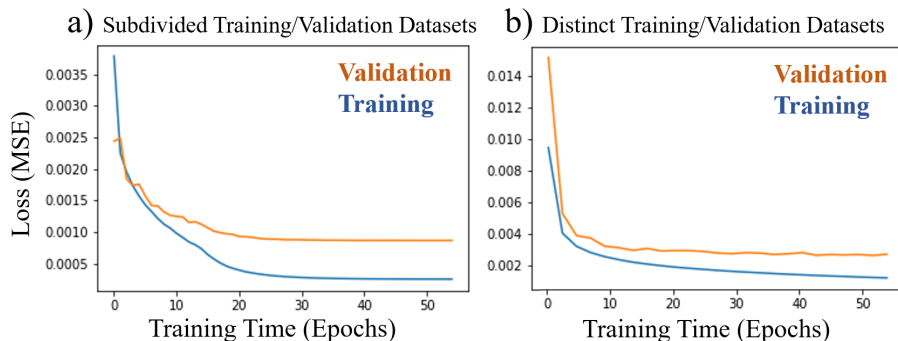 a) Subdivided Training/Validation Datasets
Loss (MSE)
0.0035
0.0030
0.0025
0.0020
0.0015
0.0010
0.0005
Validation
Training
0 10 20 30 40 50
Training Time (Epochs)
b) Distinct Training/Validation Datasets
0.014
0.012
0.010
0.008
0.006
0.004
0.002
Validation
Training
0 10 20 30 40 50
Training Time (Epochs)